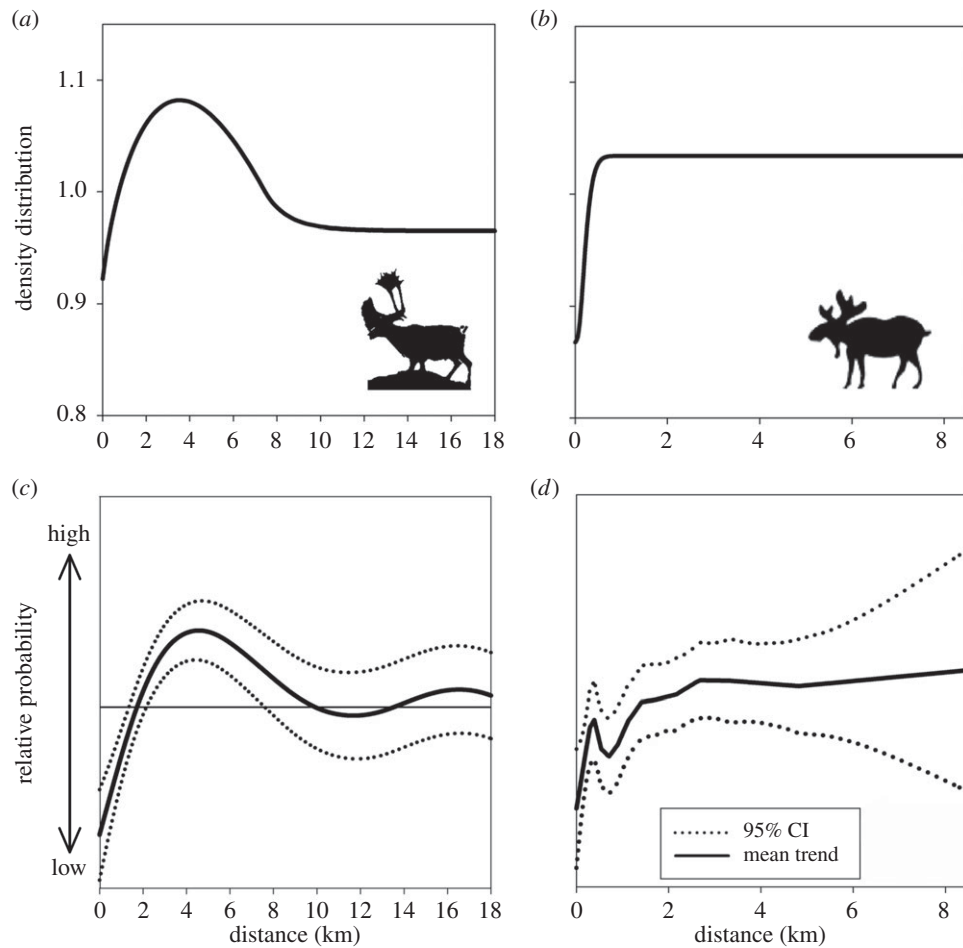 (a)
(b)
density distribution
1.1
1.0
0.9
0.8
0 2 4 6 8 10 12 14 16 18
0 2 4 6 8
(c)
(d)
relative probability
high
low
95% CI
mean trend
0 2 4 6 8 10 12 14 16 18
0 2 4 6 8
distance (km)
distance (km)